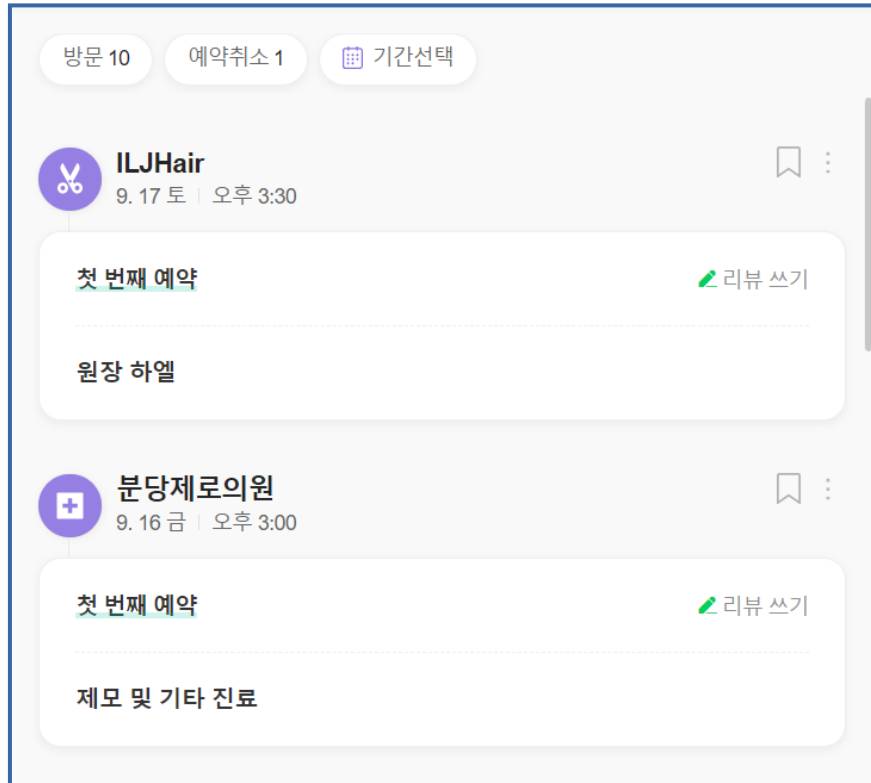 방문 10 예약취소 1 기간선택
ILJHair
9. 17 토 오후 3:30
첫 번째 예약 리뷰 쓰기
원장 하엘
분당제로의원
9. 16 금 오후 3:00
첫 번째 예약 리뷰 쓰기
제모 및 기타 진료